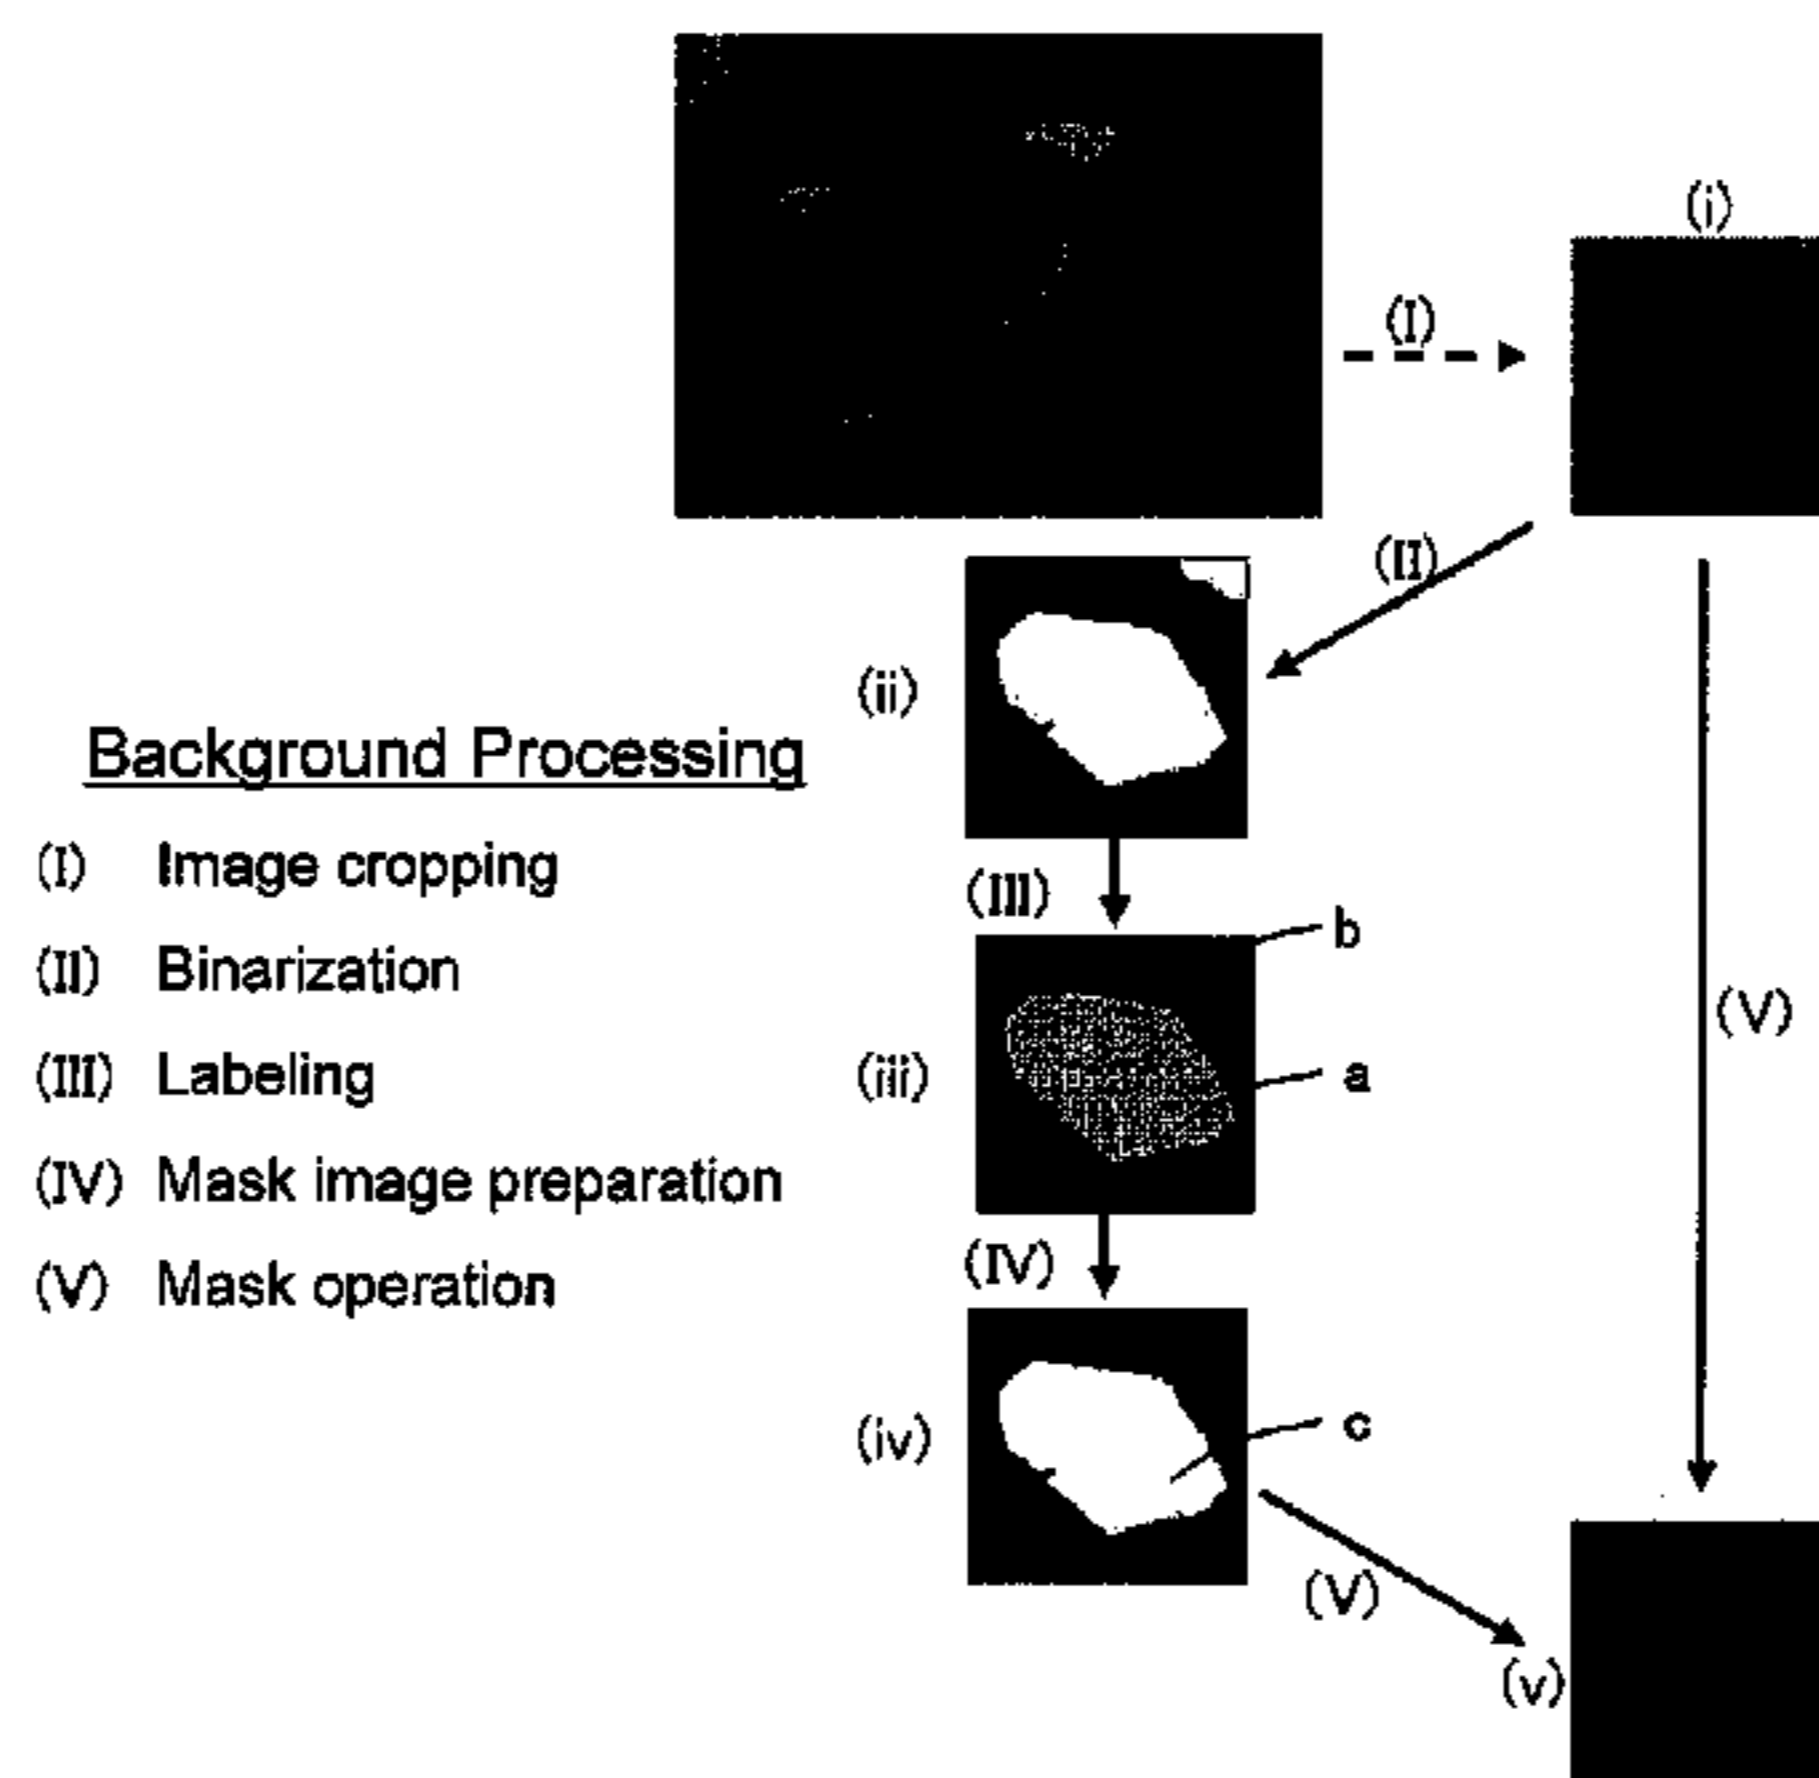 (i)
(I)
(II)
(ii)
Background Processing
(I) Image cropping
(II) Binarization
(III) Labeling
(IV) Mask image preparation
(V) Mask operation
(III)
b
(iii)
a
(V)
(IV)
(iv)
c
(V)
(v)